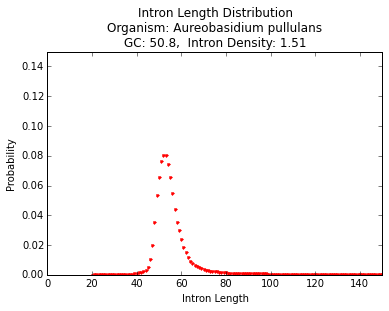 Intron Length Distribution
Organism: Aureobasidium pullulans
GC: 50.8,  Intron Density: 1.51
0.14
0.12
0.10
0.08
0.06
0.04
0.02
0.00
Probability
0 20 40 60 80 100 120 140
Intron Length